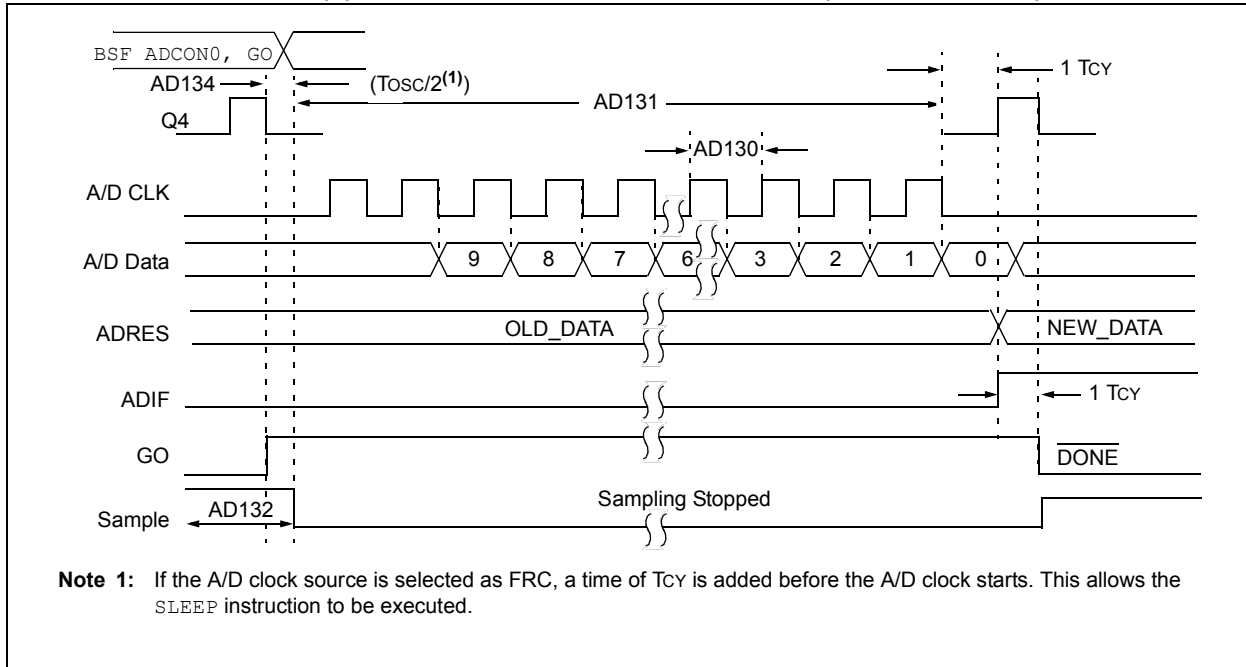 BSF ADCON0, GO
AD134
(TOSC/2(1))
1 TCY
AD131
Q4
AD130
A/D CLK
A/D Data
9 8 7 6 3 2 1 0
ADRES
OLD_DATA
NEW_DATA
ADIF
1 TCY
GO
DONE
Sample
AD132
Sampling Stopped
Note 1: If the A/D clock source is selected as FRC, a time of TCY is added before the A/D clock starts. This allows the
SLEEP instruction to be executed.